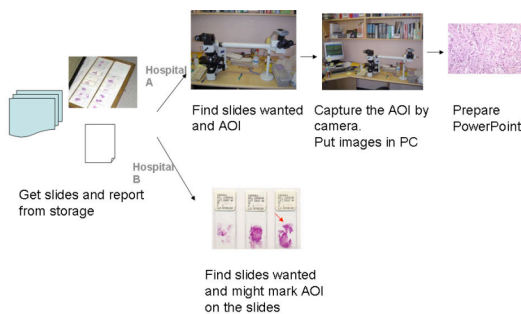 Hospital
A
Find slides wanted
and AOI
Capture the AOI by
camera.
Put images in PC
Prepare
PowerPoint
Hospital
B
Get slides and report
from storage
Find slides wanted
and might mark AOI
on the slides